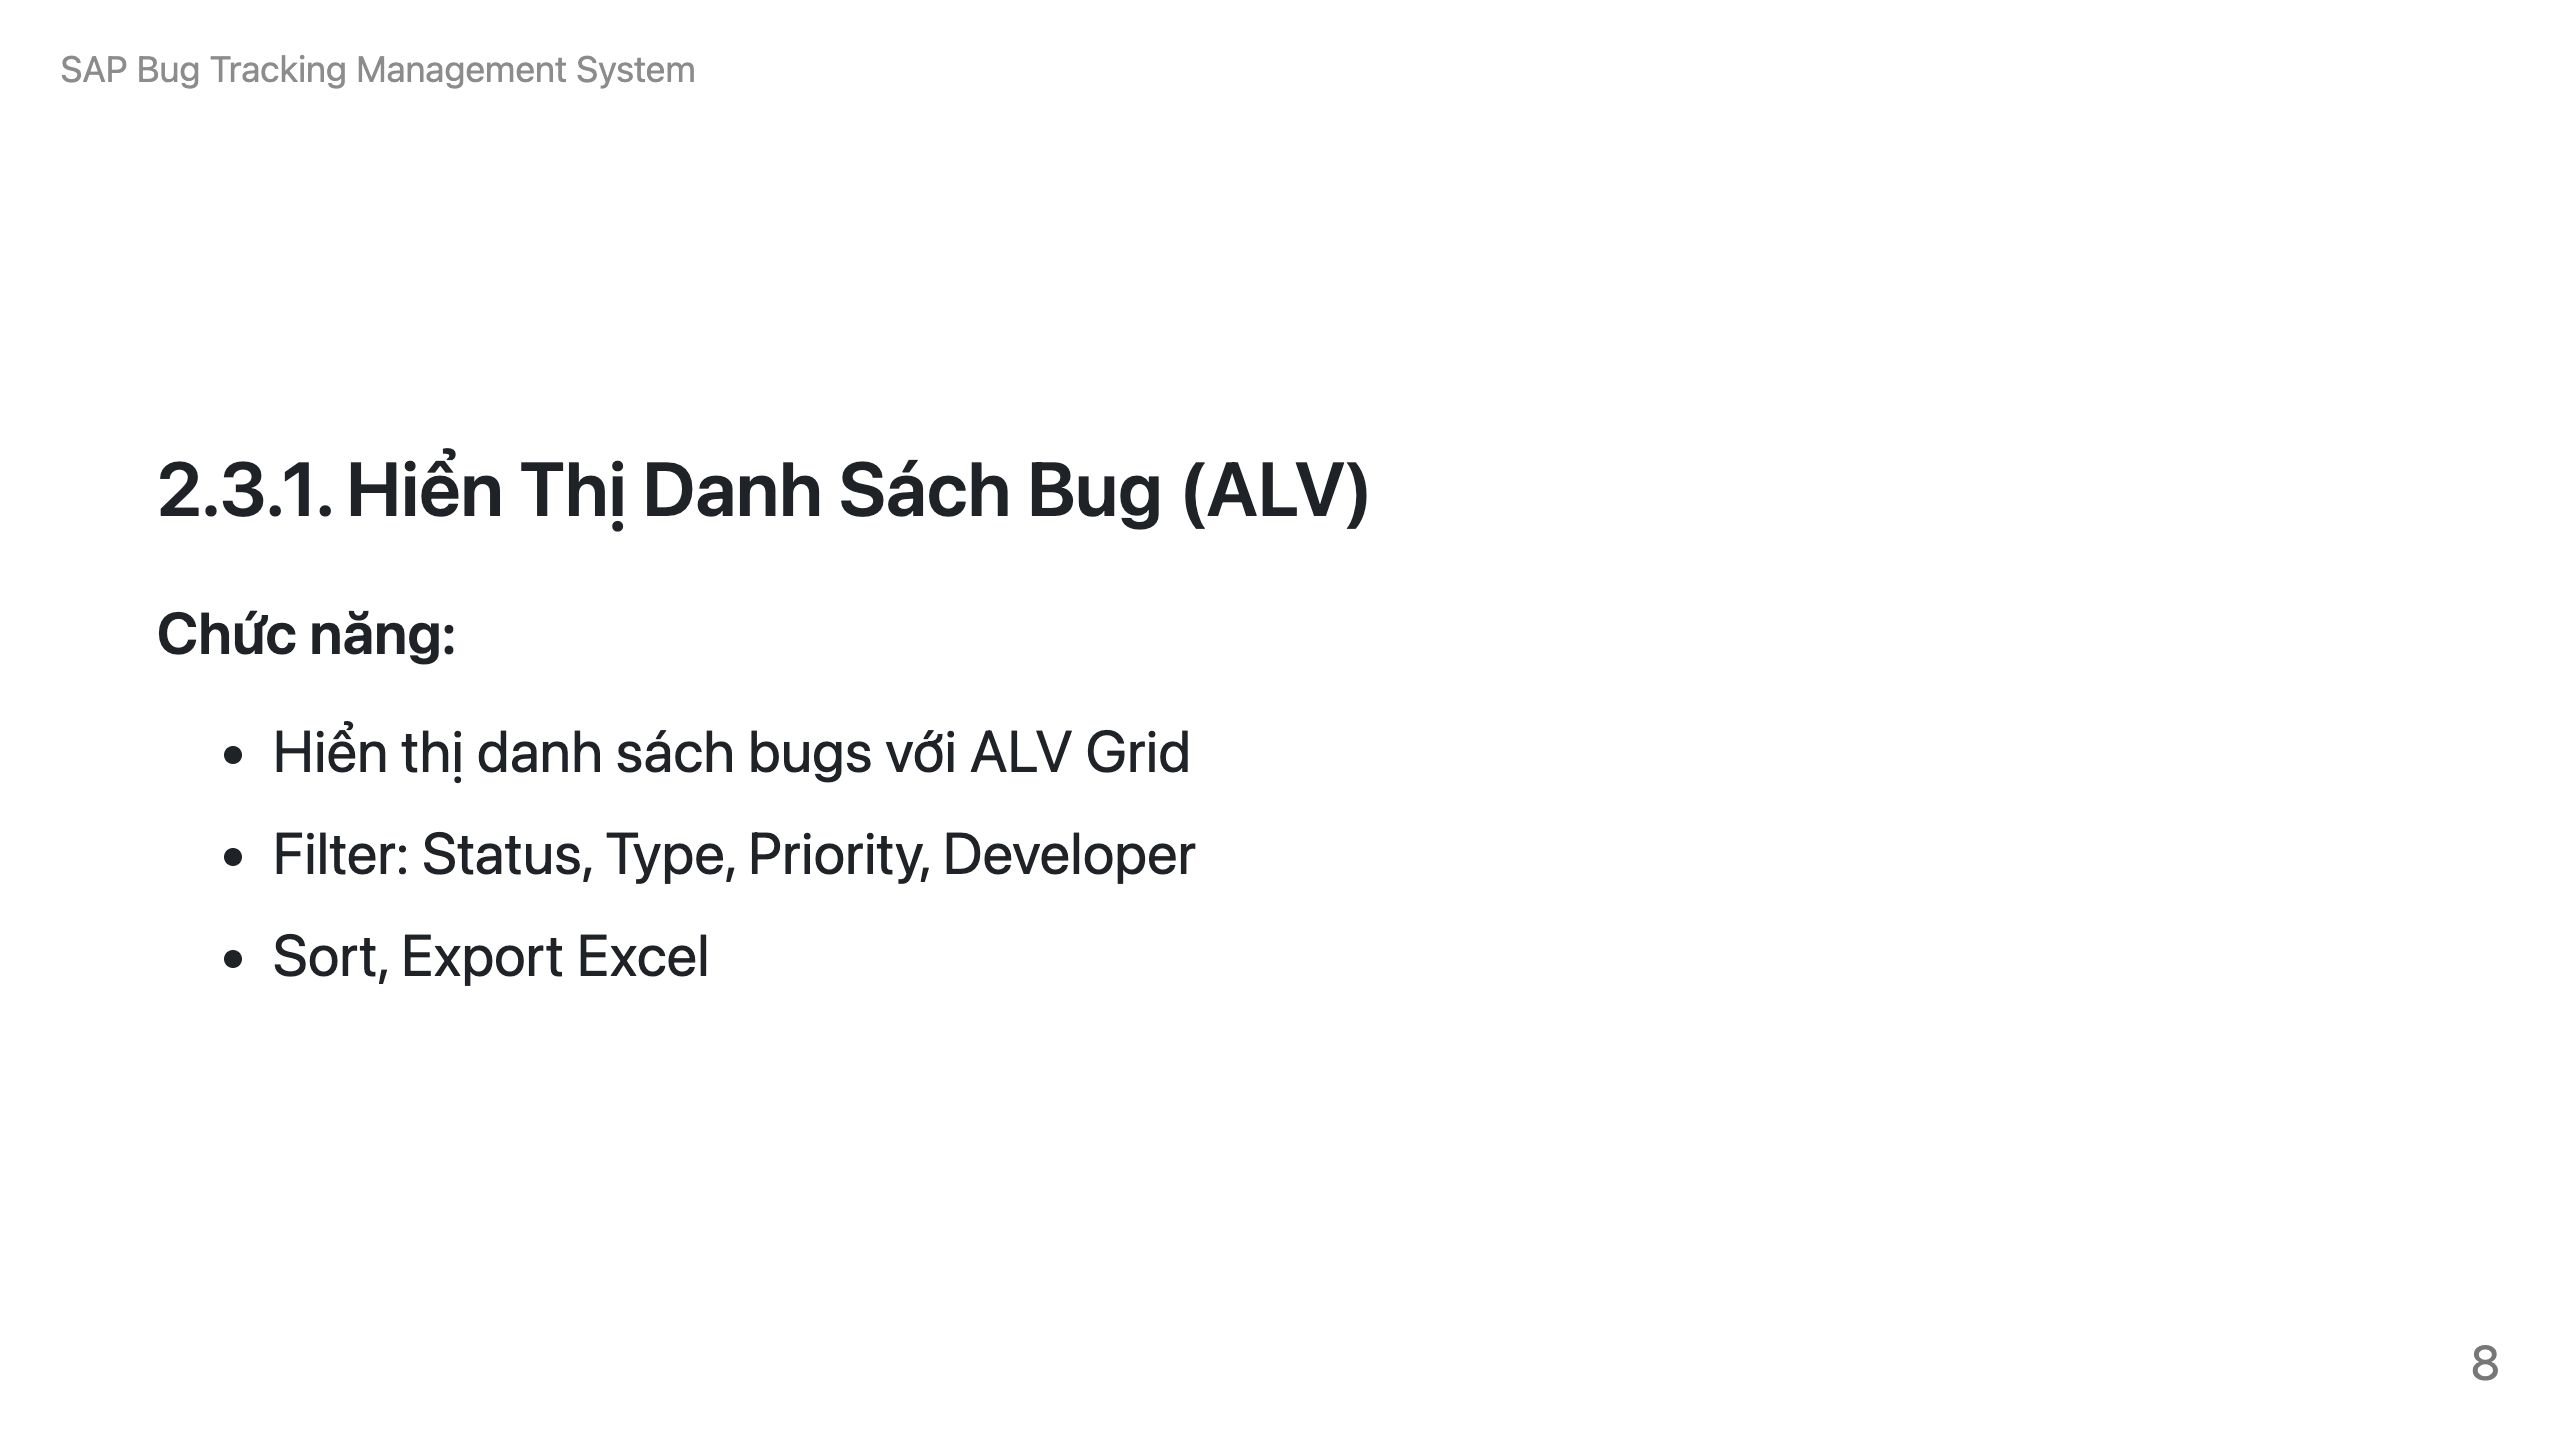 SAP Bug Tracking Management System
2.3.1. Hiển Thị Danh Sách Bug (ALV)
Chức năng:
• Hiển thị danh sách bugs với ALV Grid
• Filter: Status, Type, Priority, Developer
• Sort, Export Excel
8